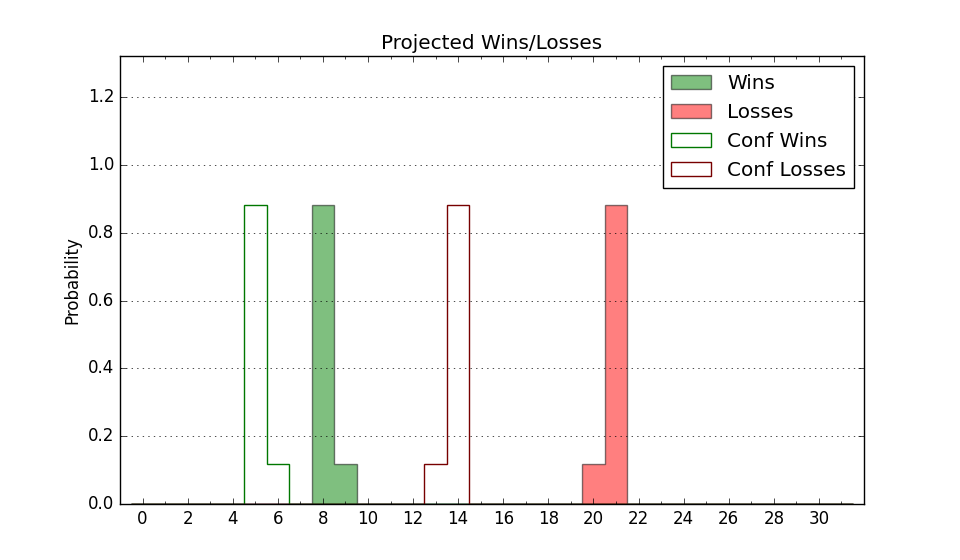 Projected Wins/Losses
Wins
Losses
Conf Wins
Conf Losses
Probability
1.2
1.0
0.8
0.6
0.4
0.2
0.0
0 2 4 6 8 10 12 14 16 18 20 22 24 26 28 30